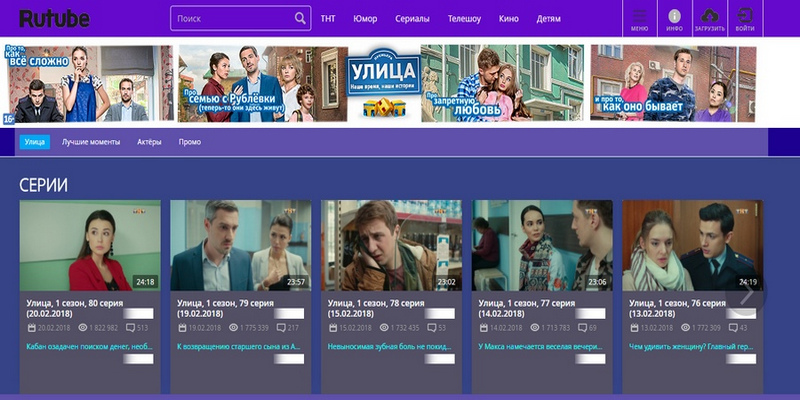 Rutube
Поиск
ТНТ Юмор Сериалы Телешоу Кино Детям
МЕНЮ ИНФО ЗАГРУЗИТЬ ВОЙТИ
Про то,
как
всё сложно
16+
Про
семью с Рублёвки
(теперь-то они здесь живут)
УЛИЦА
Наше время, наши истории
Про
запретную
любовь
и про то,
как оно бывает
Улица Лучшие моменты Актёры Промо
СЕРИИ
ТНТ
24:18
Улица, 1 сезон, 80 серия
(20.02.2018)
20.02.2018 1 822 982 513
Кабан озадачен поиском денег, необ...
23:57
Улица, 1 сезон, 79 серия
(19.02.2018)
19.02.2018 1 775 339 217
К возвращению старшего сына из А...
23:02
Улица, 1 сезон, 78 серия
(15.02.2018)
15.02.2018 1 732 435 53
Невыносимая зубная боль не покид...
ТНТ
23:06
Улица, 1 сезон, 77 серия
(14.02.2018)
14.02.2018 1 713 783 69
У Макса намечается веселая вечери...
ТНТ
24:19
Улица, 1 сезон, 76 серия
(13.02.2018)
13.02.2018 1 772 309 43
Чем удивить женщину? Главный гер...